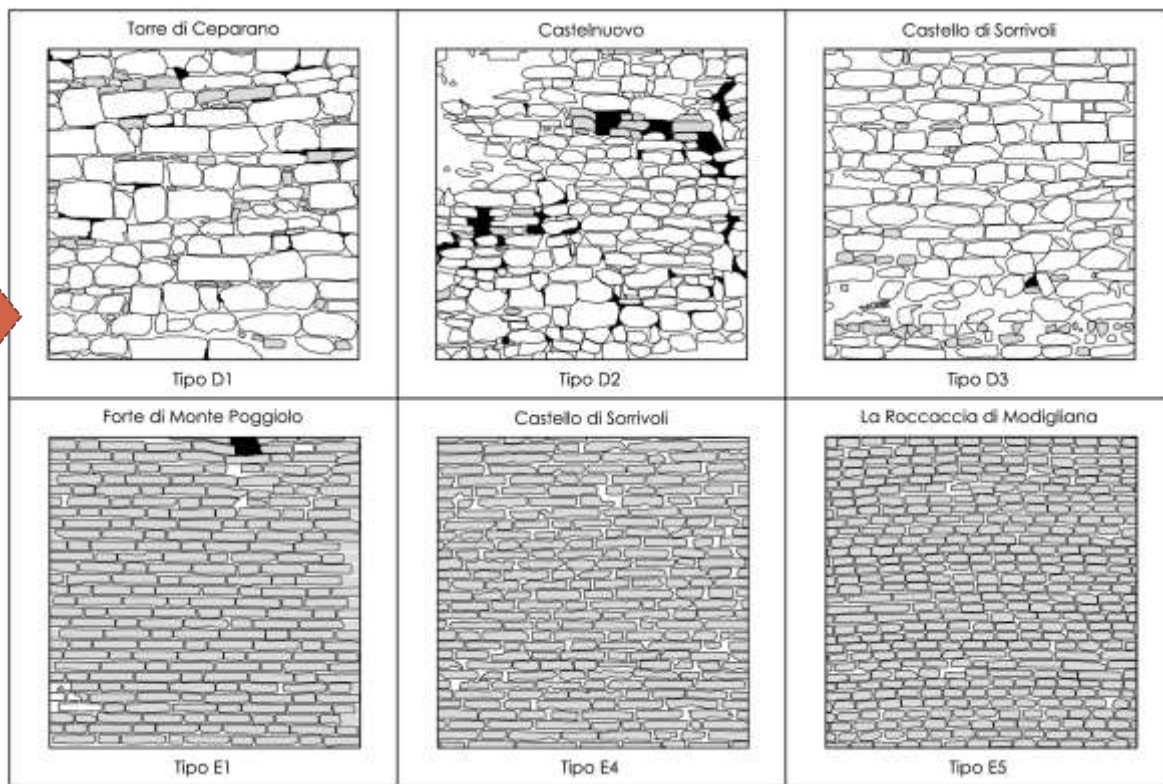 Torre di Ceparano
Castelnuovo
Castello di Sorrivoli
Tipo D1
Tipo D2
Tipo D3
Forte di Monte Poggiolo
Castello di Sorrivoli
La Roccaccia di Modigliana
Tipo E1
Tipo E4
Tipo E5